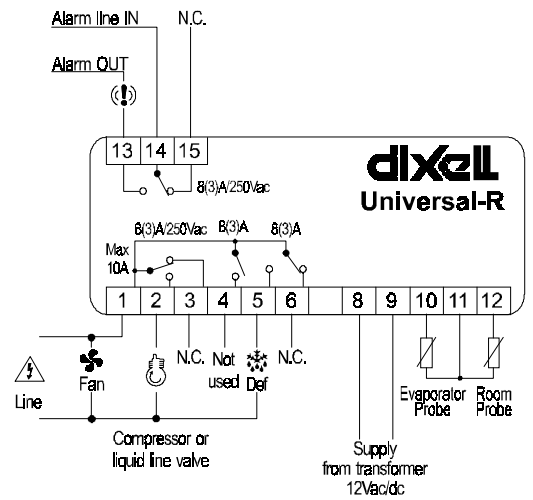 Alarm line IN N.C.
Alarm OUT
13 14 15
dixell
Universal-R
8(3)A/250Vac
8(3)A/250Vac 8(3)A 8(3)A
Max
10A
1 2 3 4 5 6 8 9 10 11 12
Line
Fan
N.C.
Not
used
Def
N.C.
Evaporator
Probe
Room
Probe
Compressor or
liquid line valve
Supply
from transformer
12Vac/dc